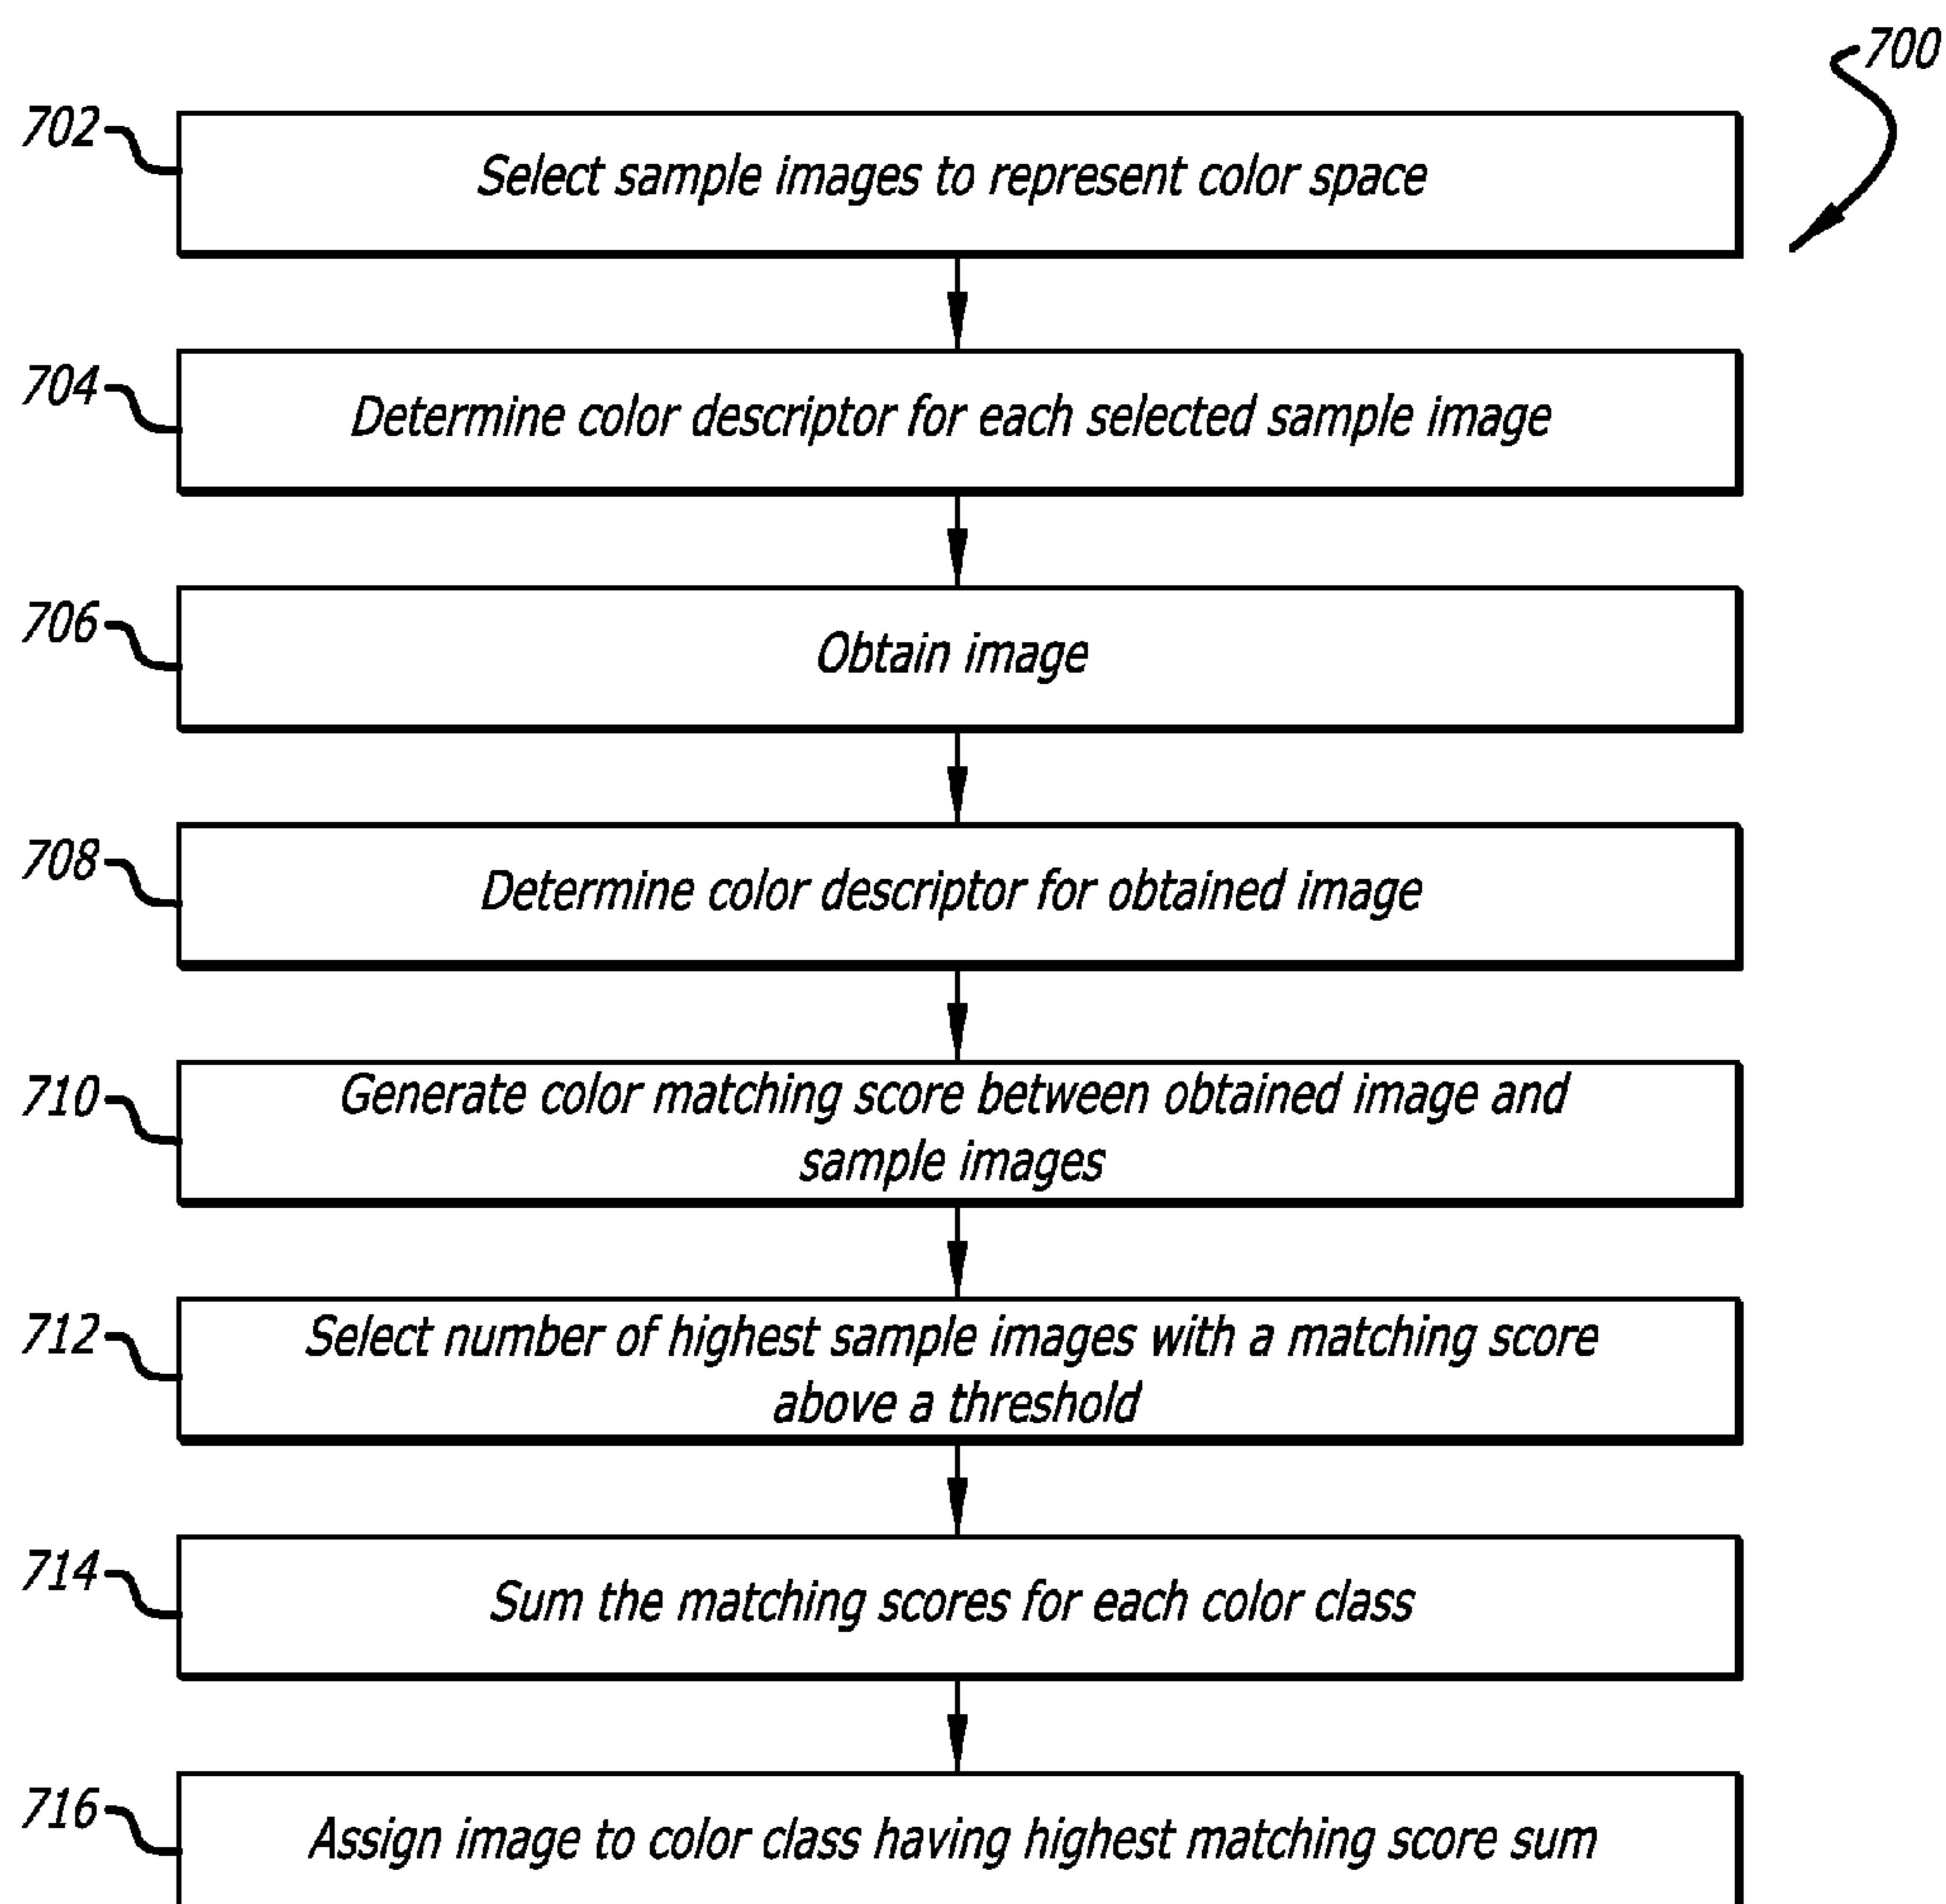 700
702
Select sample images to represent color space
704
Determine color descriptor for each selected sample image
706
Obtain image
708
Determine color descriptor for obtained image
710
Generate color matching score between obtained image and
sample images
712
Select number of highest sample images with a matching score
above a threshold
714
Sum the matching scores for each color class
716
Assign image to color class having highest matching score sum